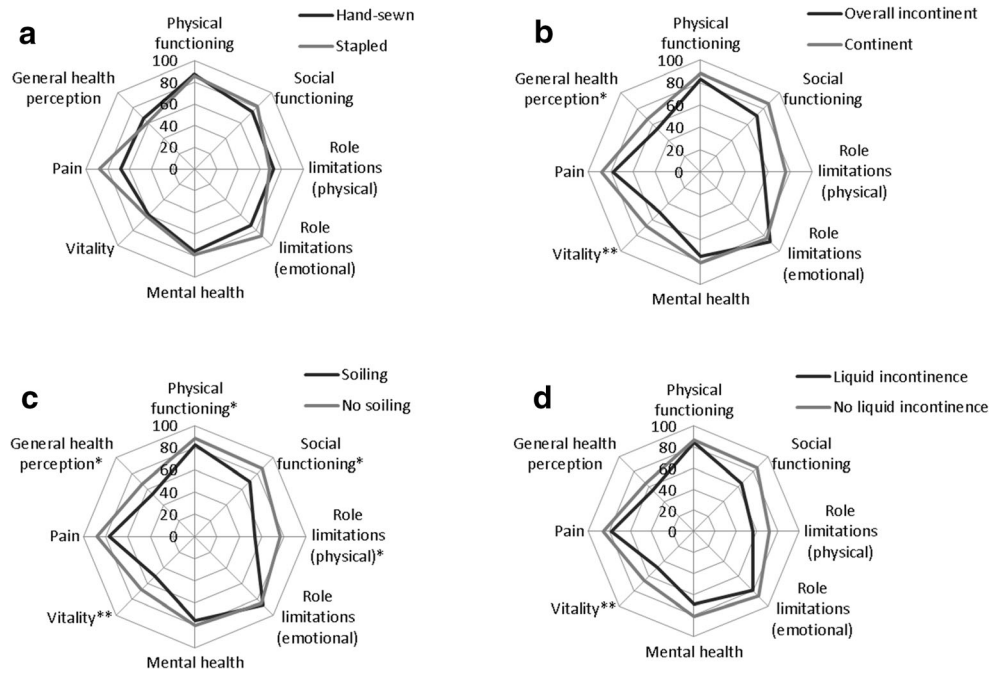 a
Hand-sewn
Stapled
Physical
functioning
Social
functioning
Role
limitations
(physical)
Role
limitations
(emotional)
Mental health
Vitality
Pain
General health
perception
100
80
60
40
20
0
b
Overall incontinent
Continent
Physical
functioning
Social
functioning
Role
limitations
(physical)
Role
limitations
(emotional)
Mental health
Vitality**
Pain
General health
perception*
100
80
60
40
20
0
c
Soiling
No soiling
Physical
functioning*
Social
functioning*
Role
limitations
(physical)*
Role
limitations
(emotional)
Mental health
Vitality**
Pain
General health
perception*
100
80
60
40
20
0
d
Liquid incontinence
No liquid incontinence
Physical
functioning
Social
functioning
Role
limitations
(physical)
Role
limitations
(emotional)
Mental health
Vitality**
Pain
General health
perception
100
80
60
40
20
0